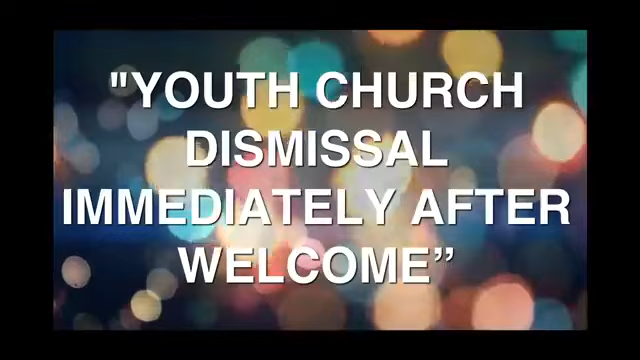 "YOUTH CHURCH
DISMISSAL
IMMEDIATELY AFTER
WELCOME”